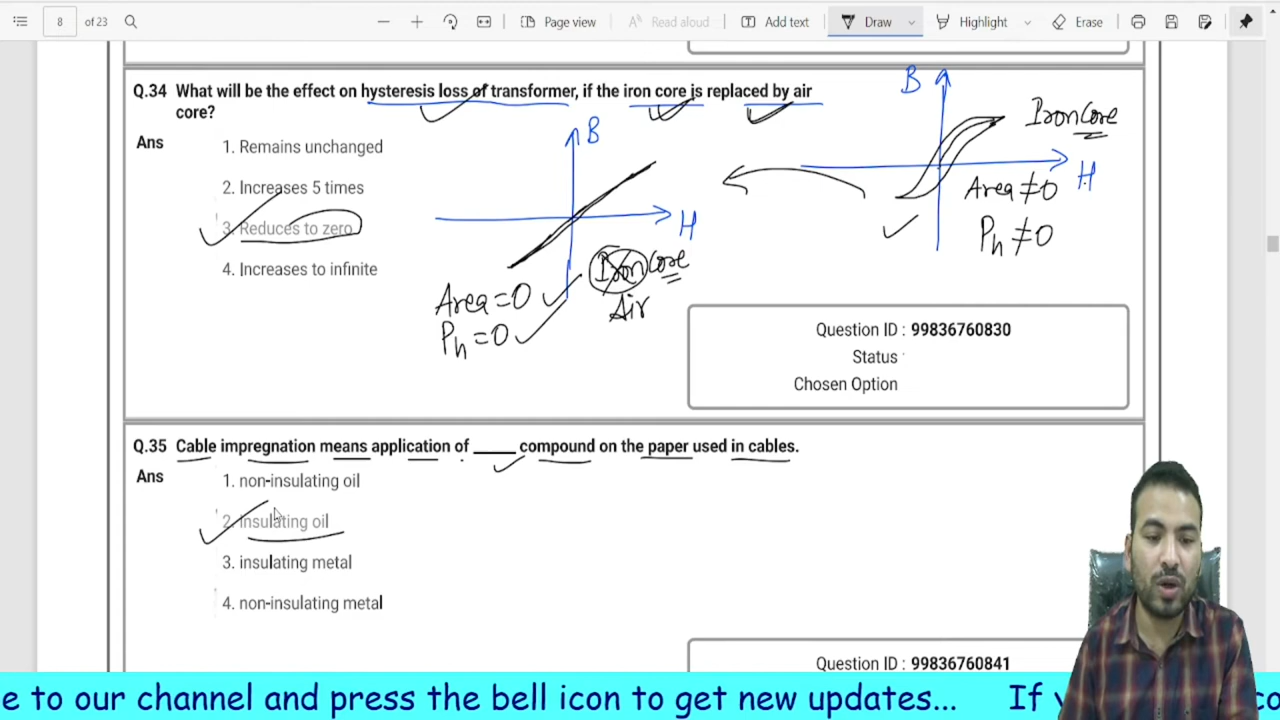 8 of 23
Page view
Read aloud
Add text
Draw
Highlight
Erase
Q.34 What will be the effect on hysteresis loss of transformer, if the iron core is replaced by air
core?
Ans
1. Remains unchanged
2. Increases 5 times
3. Reduces to zero
4. Increases to infinite
B
H
Iron Core
Air
Area = 0
Ph = 0
B
H
Iron Core
Area ≠ 0
Ph ≠ 0
Question ID : 99836760830
Status
Chosen Option
Q.35 Cable impregnation means application of ____ compound on the paper used in cables.
Ans
1. non-insulating oil
2. insulating oil
3. insulating metal
4. non-insulating metal
Question ID : 99836760841
e to our channel and press the bell icon to get new updates... If y